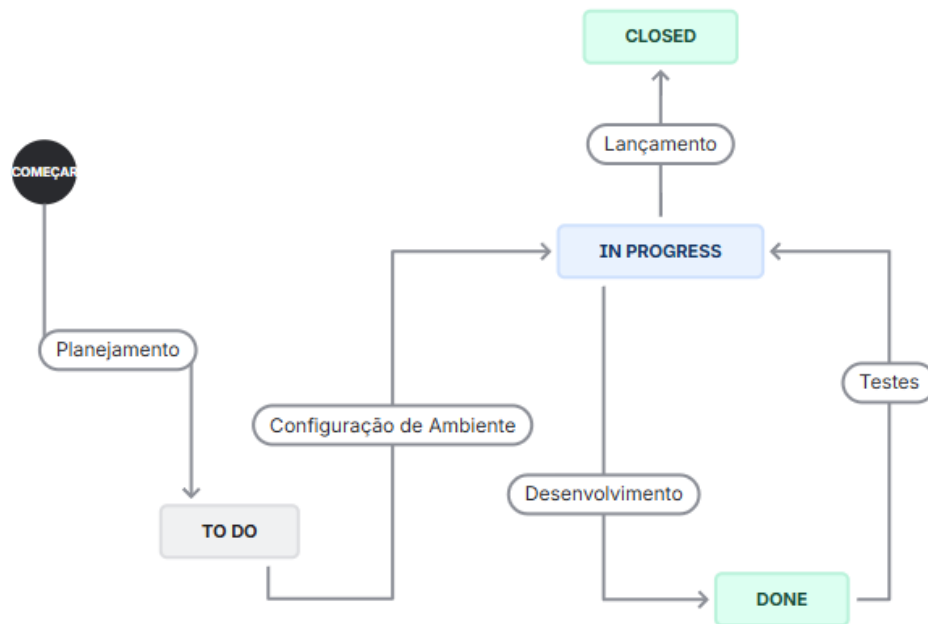 CLOSED
Lançamento
COMEÇAR
IN PROGRESS
Planejamento
Testes
Configuração de Ambiente
Desenvolvimento
TO DO
DONE